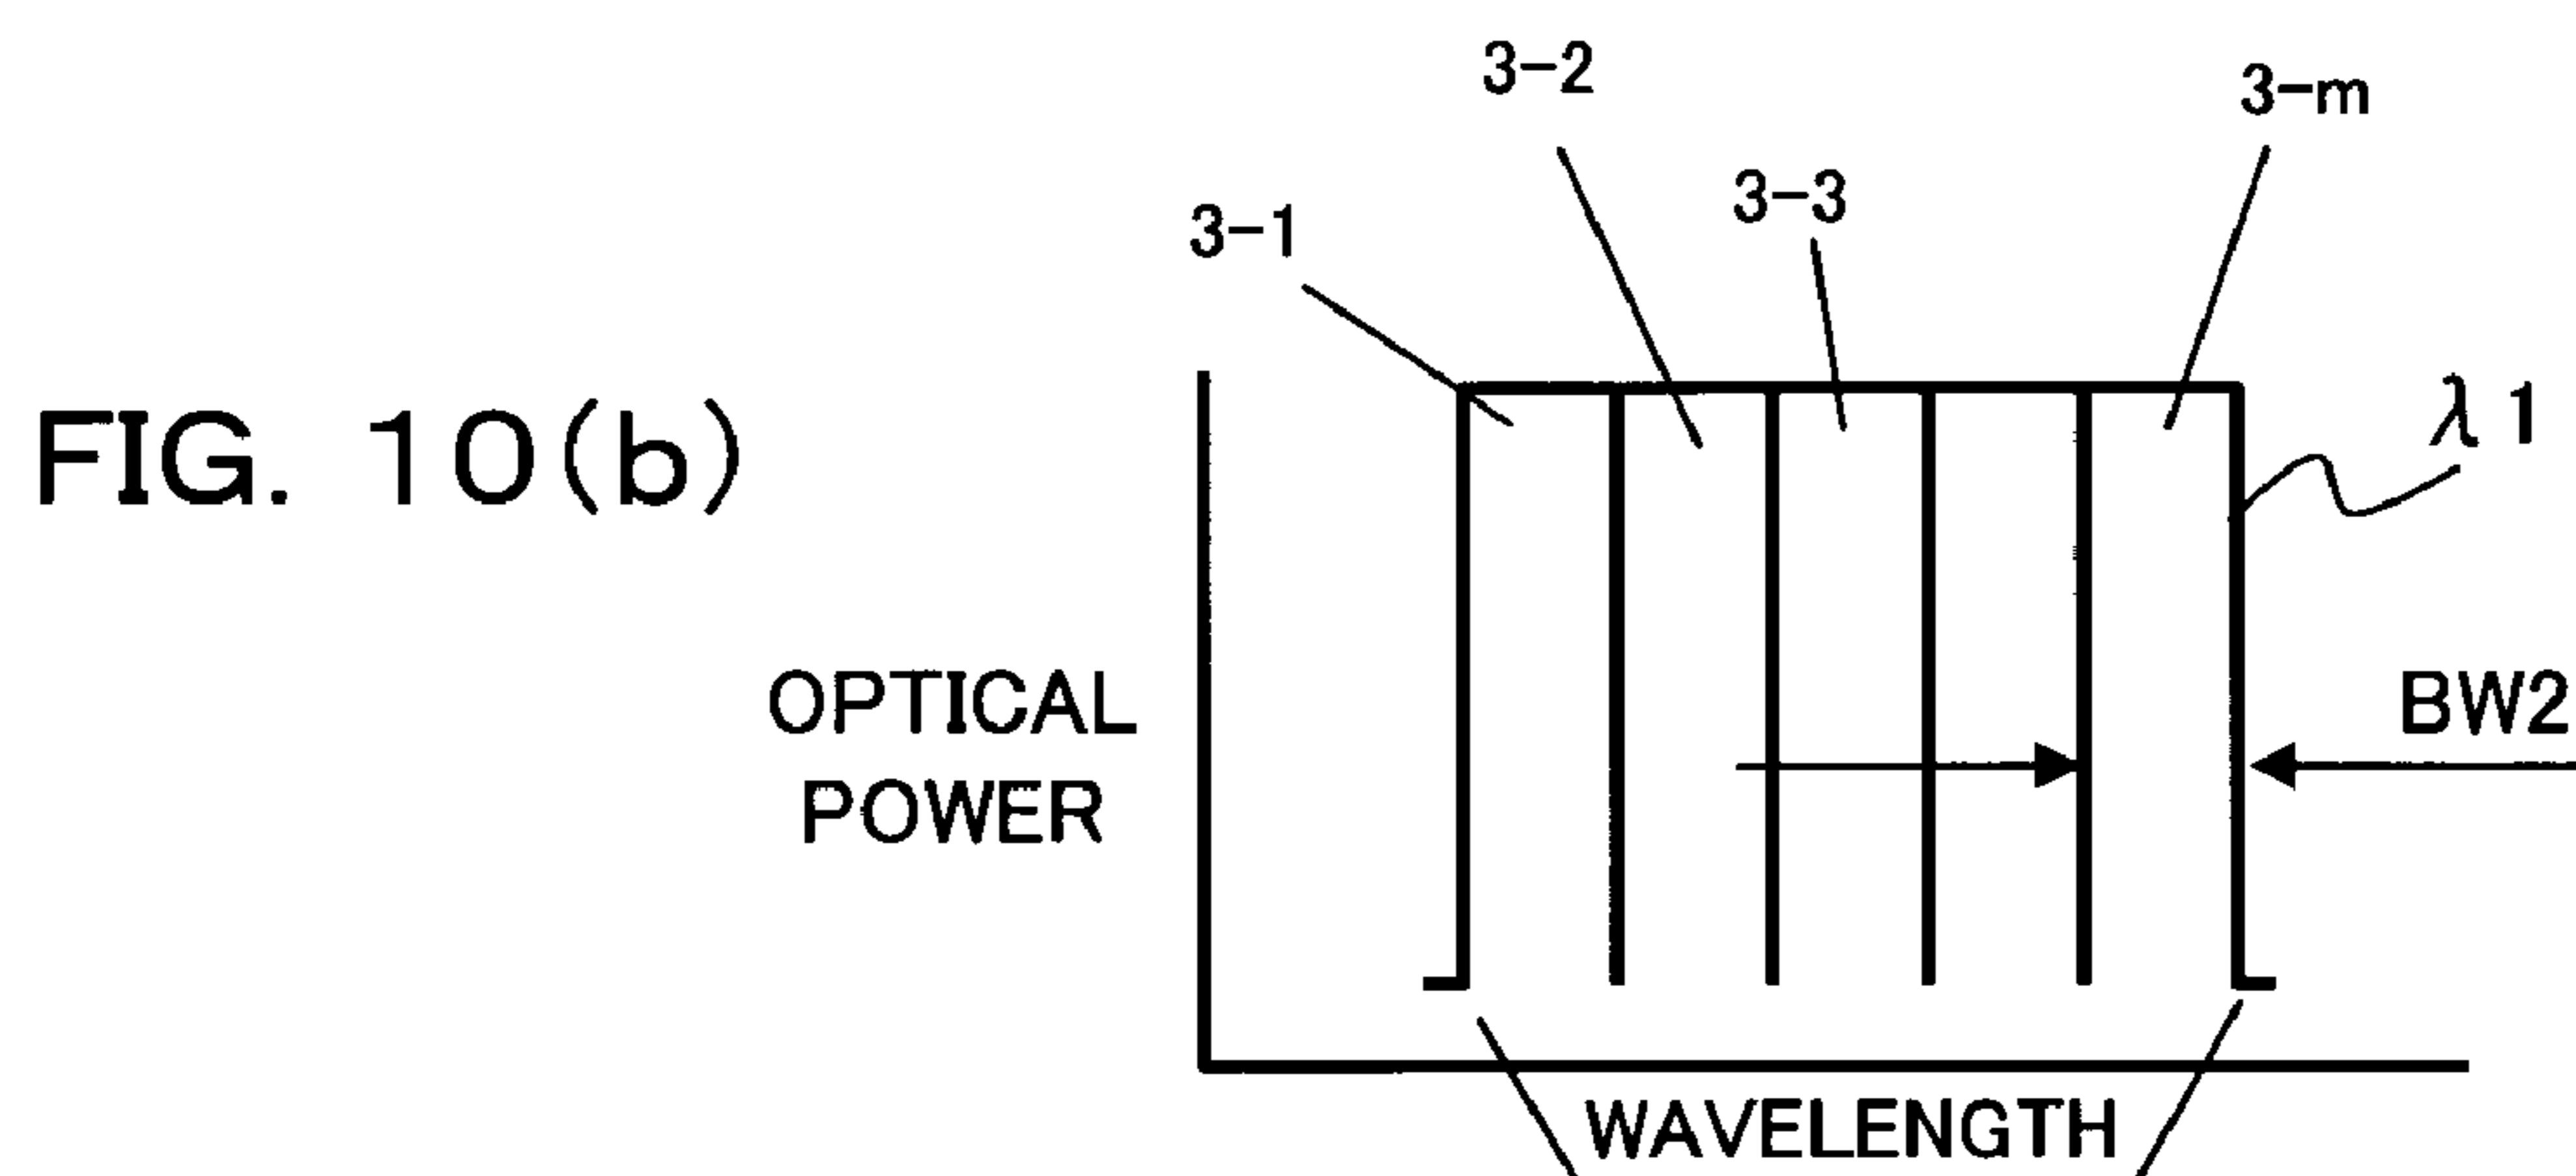 3-2
3-m
3-3
3-1
FIG. 10(b)
λ1
OPTICAL
POWER
BW2
WAVELENGTH